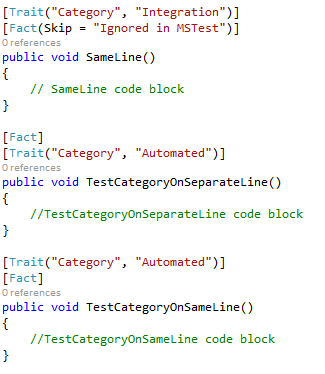 [Trait("Category", "Integration")]
[Fact(Skip = "Ignored in MSTest")]
0 references
public void SameLine()
{
    // SameLine code block
}

[Fact]
[Trait("Category", "Automated")]
0 references
public void TestCategoryOnSeparateLine()
{
    //TestCategoryOnSeparateLine code block
}

[Trait("Category", "Automated")]
[Fact]
0 references
public void TestCategoryOnSameLine()
{
    //TestCategoryOnSameLine code block
}